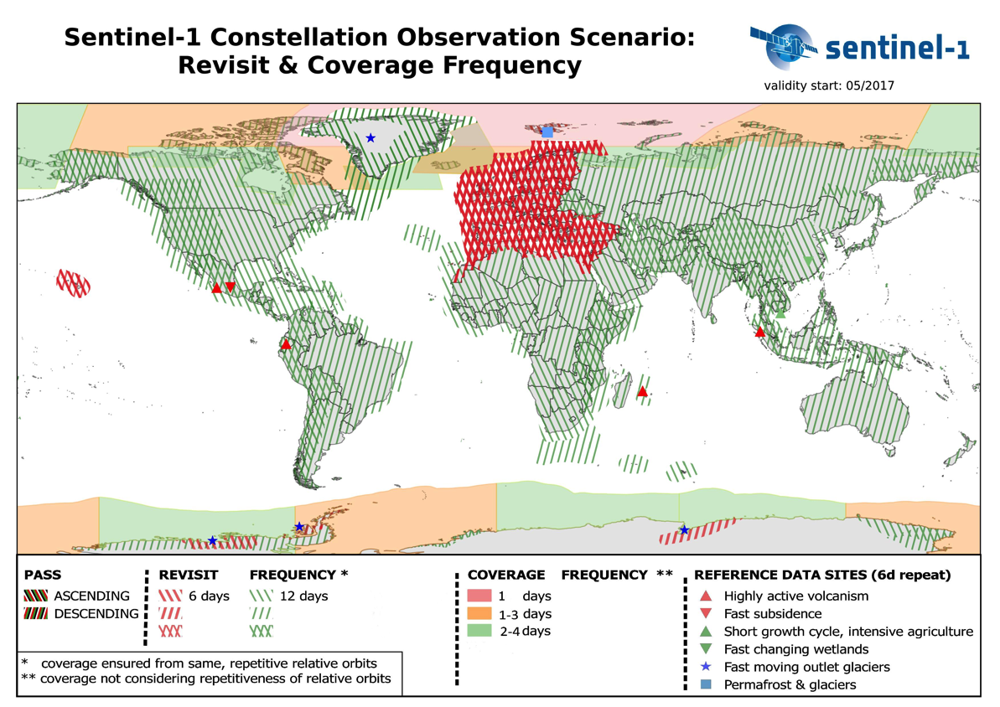 Sentinel-1 Constellation Observation Scenario:
Revisit & Coverage Frequency
sentinel-1
validity start: 05/2017
PASS
ASCENDING
DESCENDING
REVISIT FREQUENCY *
6 days 12 days
COVERAGE FREQUENCY **
1 days
1-3 days
2-4 days
REFERENCE DATA SITES (6d repeat)
Highly active volcanism
Fast subsidence
Short growth cycle, intensive agriculture
Fast changing wetlands
Fast moving outlet glaciers
Permafrost & glaciers
* coverage ensured from same, repetitive relative orbits
** coverage not considering repetitiveness of relative orbits